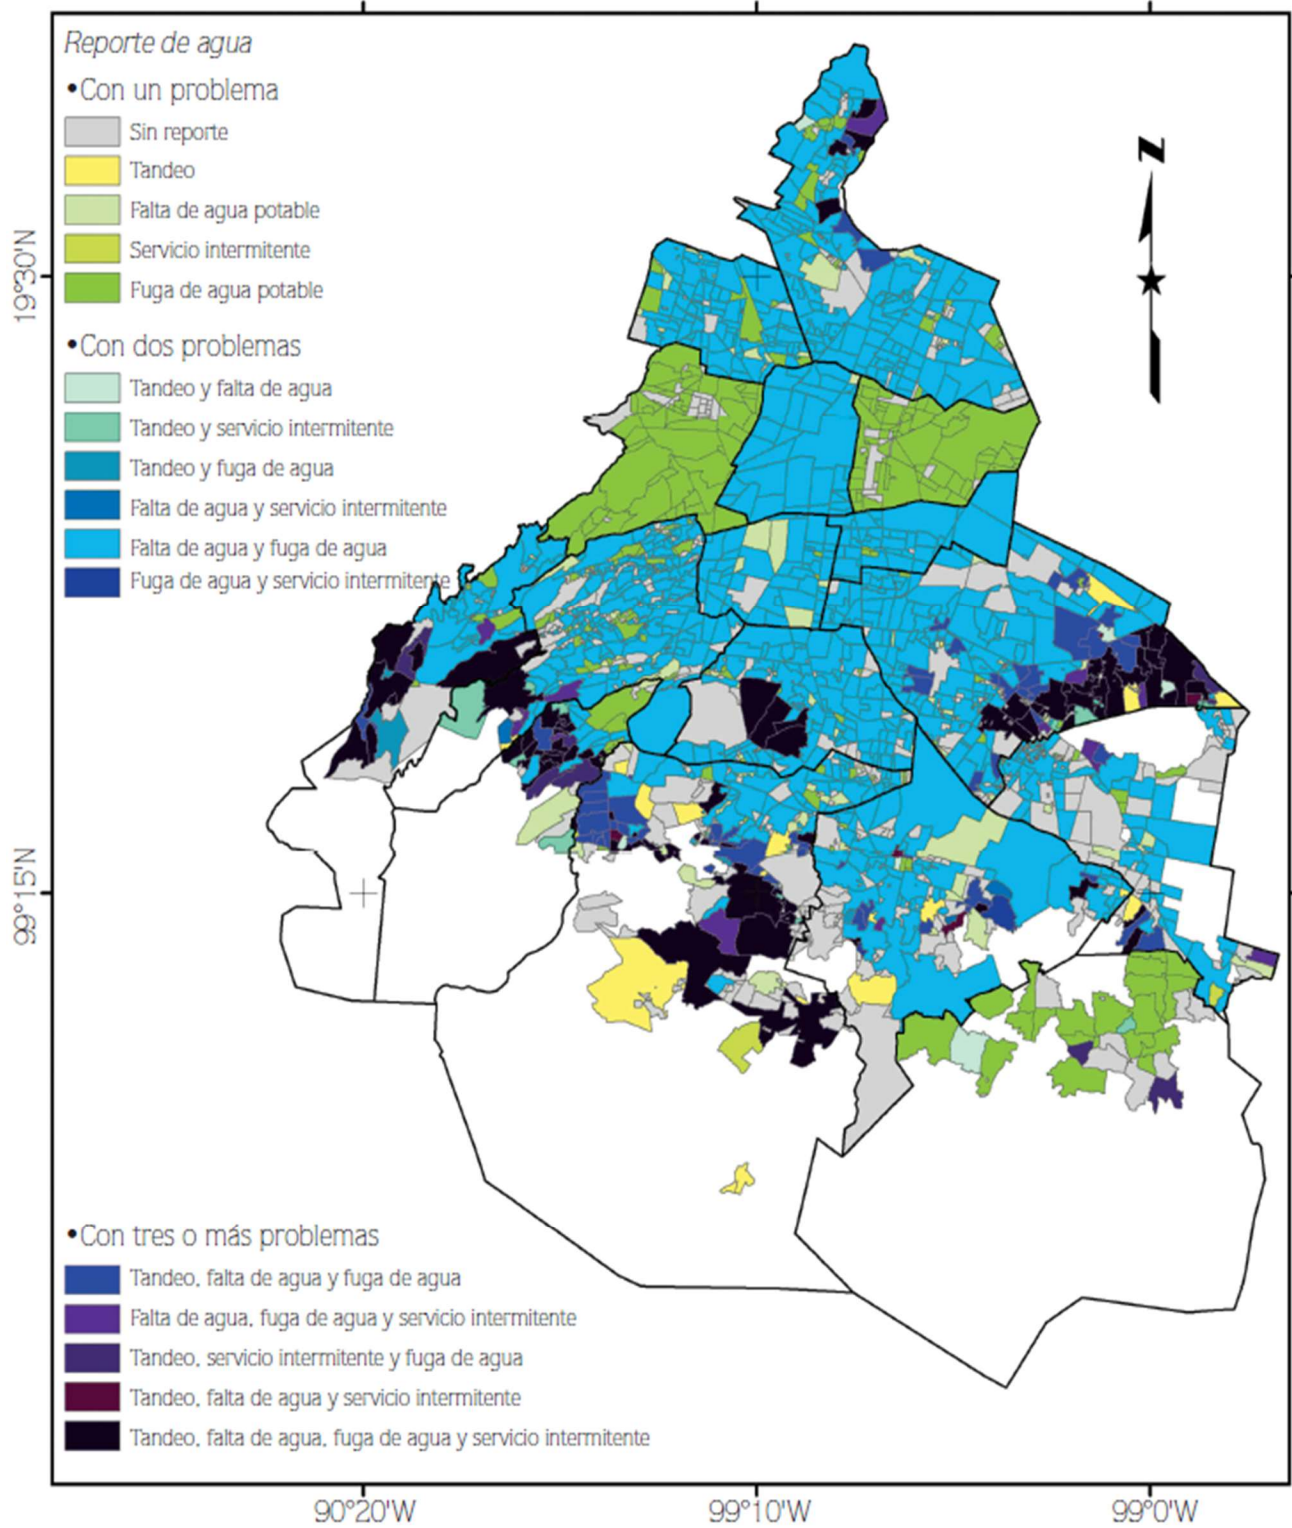 Reporte de agua
•Con un problema
Sin reporte
Tandeo
Falta de agua potable
Servicio intermitente
Fuga de agua potable
•Con dos problemas
Tandeo y falta de agua
Tandeo y servicio intermitente
Tandeo y fuga de agua
Falta de agua y servicio intermitente
Falta de agua y fuga de agua
Fuga de agua y servicio intermitente
•Con tres o más problemas
Tandeo, falta de agua y fuga de agua
Falta de agua, fuga de agua y servicio intermitente
Tandeo, servicio intermitente y fuga de agua
Tandeo, falta de agua y servicio intermitente
Tandeo, falta de agua, fuga de agua y servicio intermitente
N
19°30'N
99°15'N
90°20'W
99°10'W
99°0'W